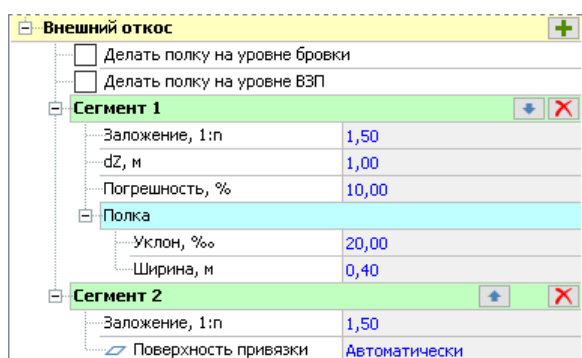 Внешний откос
Делать полку на уровне бровки
Делать полку на уровне ВЗП
Сегмент 1
Заложение, 1:n 1,50
dZ, м 1,00
Погрешность, % 10,00
Полка
Уклон, ‰ 20,00
Ширина, м 0,40
Сегмент 2
Заложение, 1:n 1,50
Поверхность привязки Автоматически